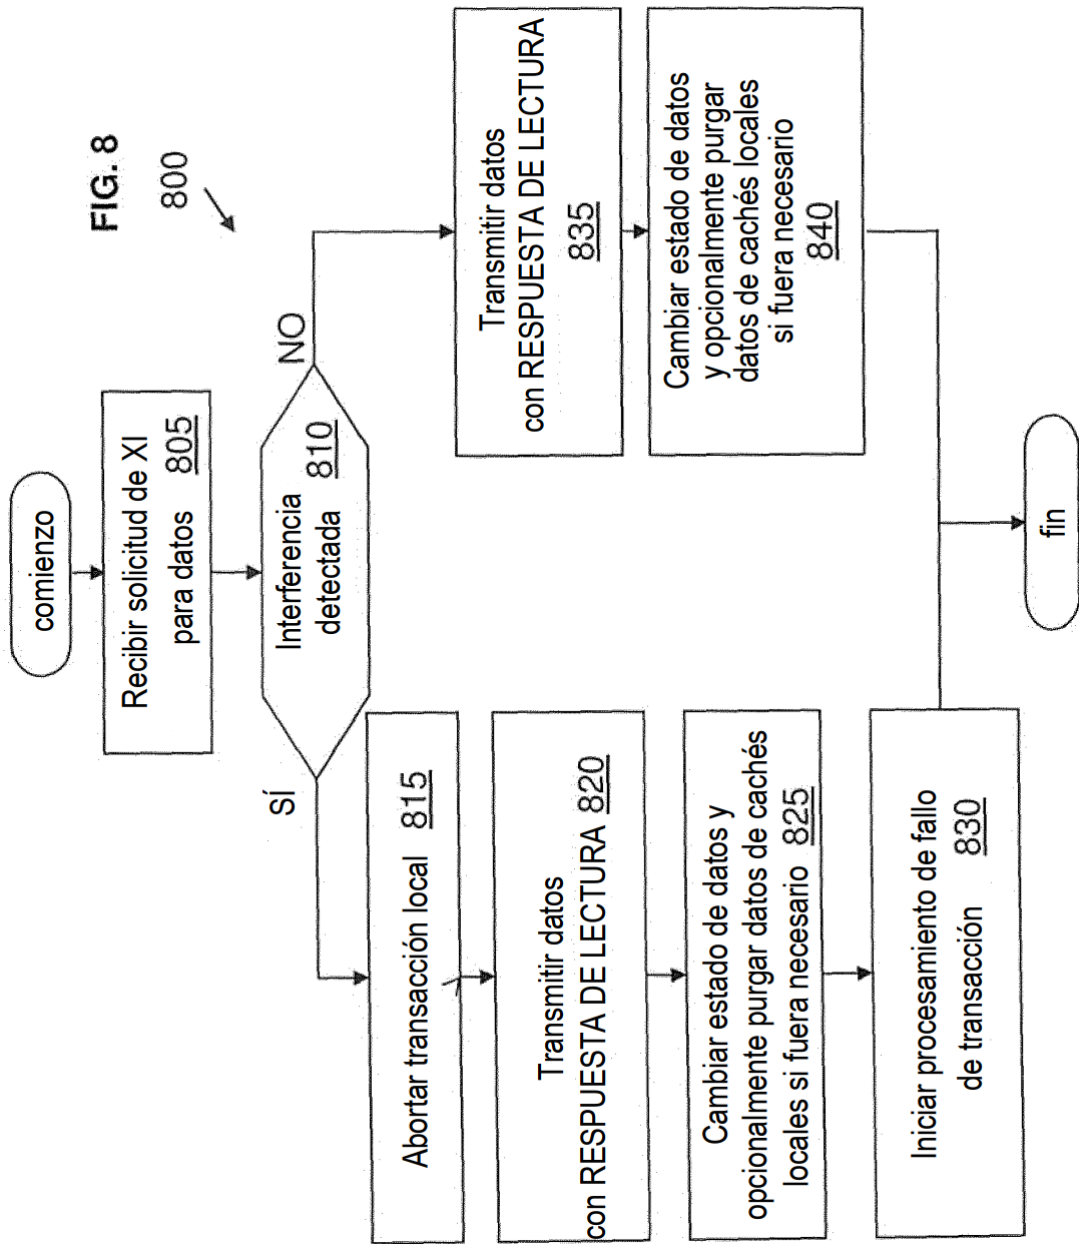 FIG. 8
800
comienzo
Recibir solicitud de XI
para datos 805
Interferencia
detectada 810
SÍ
NO
Abortar transacción local 815
Transmitir datos
con RESPUESTA DE LECTURA 820
Cambiar estado de datos y
opcionalmente purgar datos de cachés
locales si fuera necesario 825
Iniciar procesamiento de fallo
de transacción 830
Transmitir datos
con RESPUESTA DE LECTURA
835
Cambiar estado de datos
y opcionalmente purgar
datos de cachés locales
si fuera necesario
840
fin